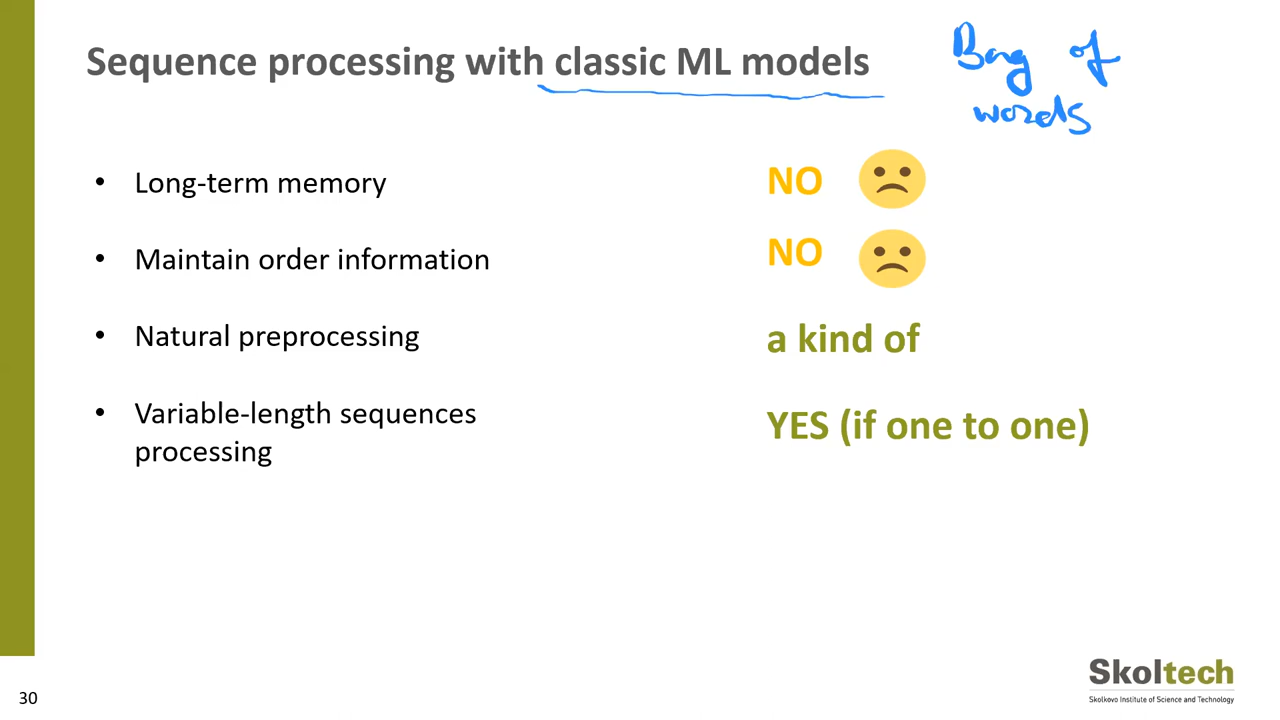 Sequence processing with classic ML models
Bag of
words
• Long-term memory NO
• Maintain order information NO
• Natural preprocessing a kind of
• Variable-length sequences YES (if one to one)
processing
Skoltech
Skolkovo Institute of Science and Technology
30